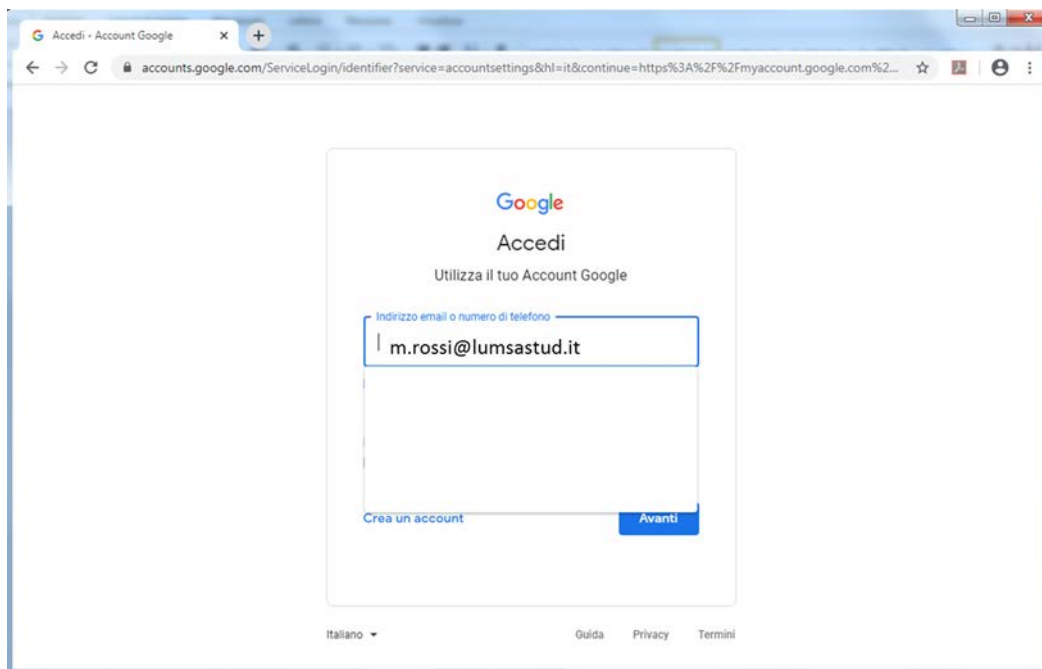 Accedi - Account Google
accounts.google.com/ServiceLogin/identifier?service=accountsettings&hl=it&continue=https%3A%2F%2Fmyaccount.google.com%2...
Google
Accedi
Utilizza il tuo Account Google
Indirizzo email o numero di telefono
m.rossi@lumsastud.it
Crea un account
Avanti
Italiano
Guida Privacy Termini